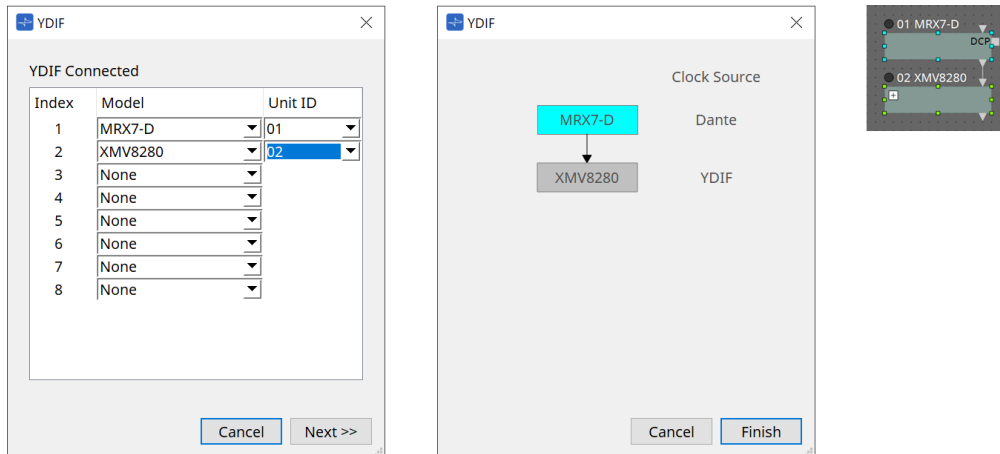 YDIF
YDIF Connected
Index Model Unit ID
1 MRX7-D 01
2 XMV8280 02
3 None
4 None
5 None
6 None
7 None
8 None
Cancel Next >>
YDIF
Clock Source
MRX7-D Dante
XMV8280 YDIF
Cancel Finish
01 MRX7-D
DCP
02 XMV8280